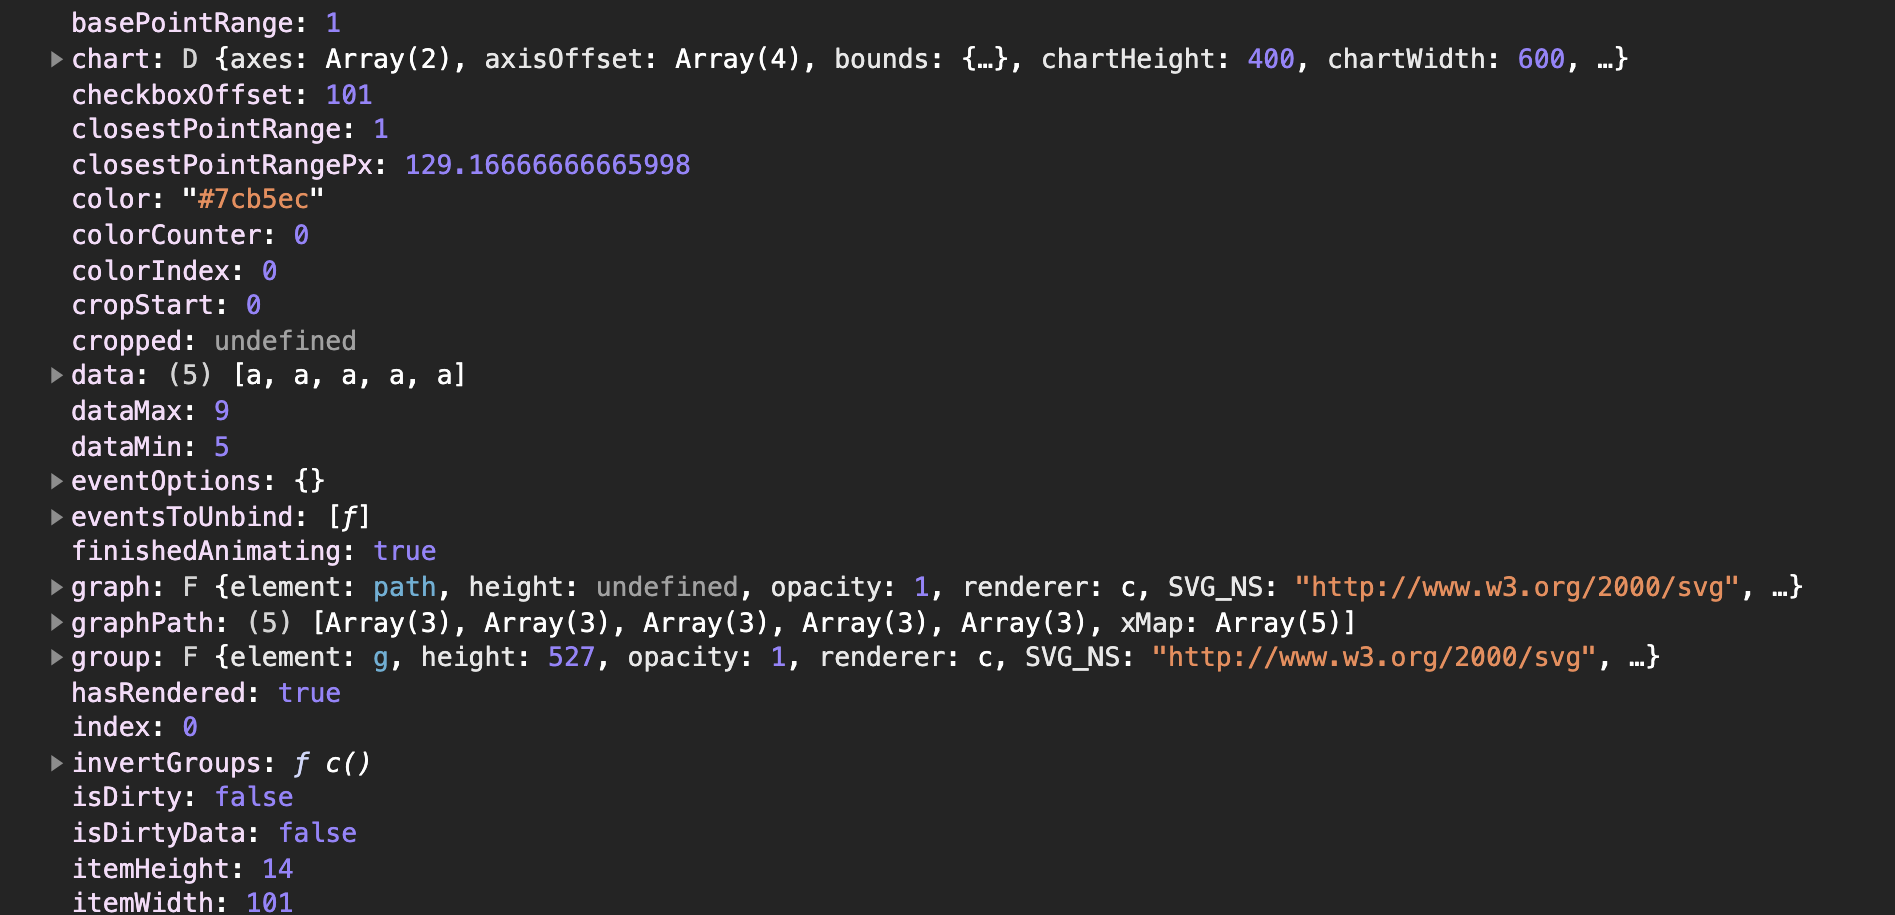 basePointRange: 1
▶ chart: D {axes: Array(2), axisOffset: Array(4), bounds: {…}, chartHeight: 400, chartWidth: 600, …}
checkboxOffset: 101
closestPointRange: 1
closestPointRangePx: 129.16666666665998
color: "#7cb5ec"
colorCounter: 0
colorIndex: 0
cropStart: 0
cropped: undefined
▶ data: (5) [a, a, a, a, a]
dataMax: 9
dataMin: 5
▶ eventOptions: {}
▶ eventsToUnbind: [ƒ]
finishedAnimating: true
▶ graph: F {element: path, height: undefined, opacity: 1, renderer: c, SVG_NS: "http://www.w3.org/2000/svg", …}
▶ graphPath: (5) [Array(3), Array(3), Array(3), Array(3), Array(3), xMap: Array(5)]
▶ group: F {element: g, height: 527, opacity: 1, renderer: c, SVG_NS: "http://www.w3.org/2000/svg", …}
hasRendered: true
index: 0
▶ invertGroups: ƒ c()
isDirty: false
isDirtyData: false
itemHeight: 14
itemWidth: 101